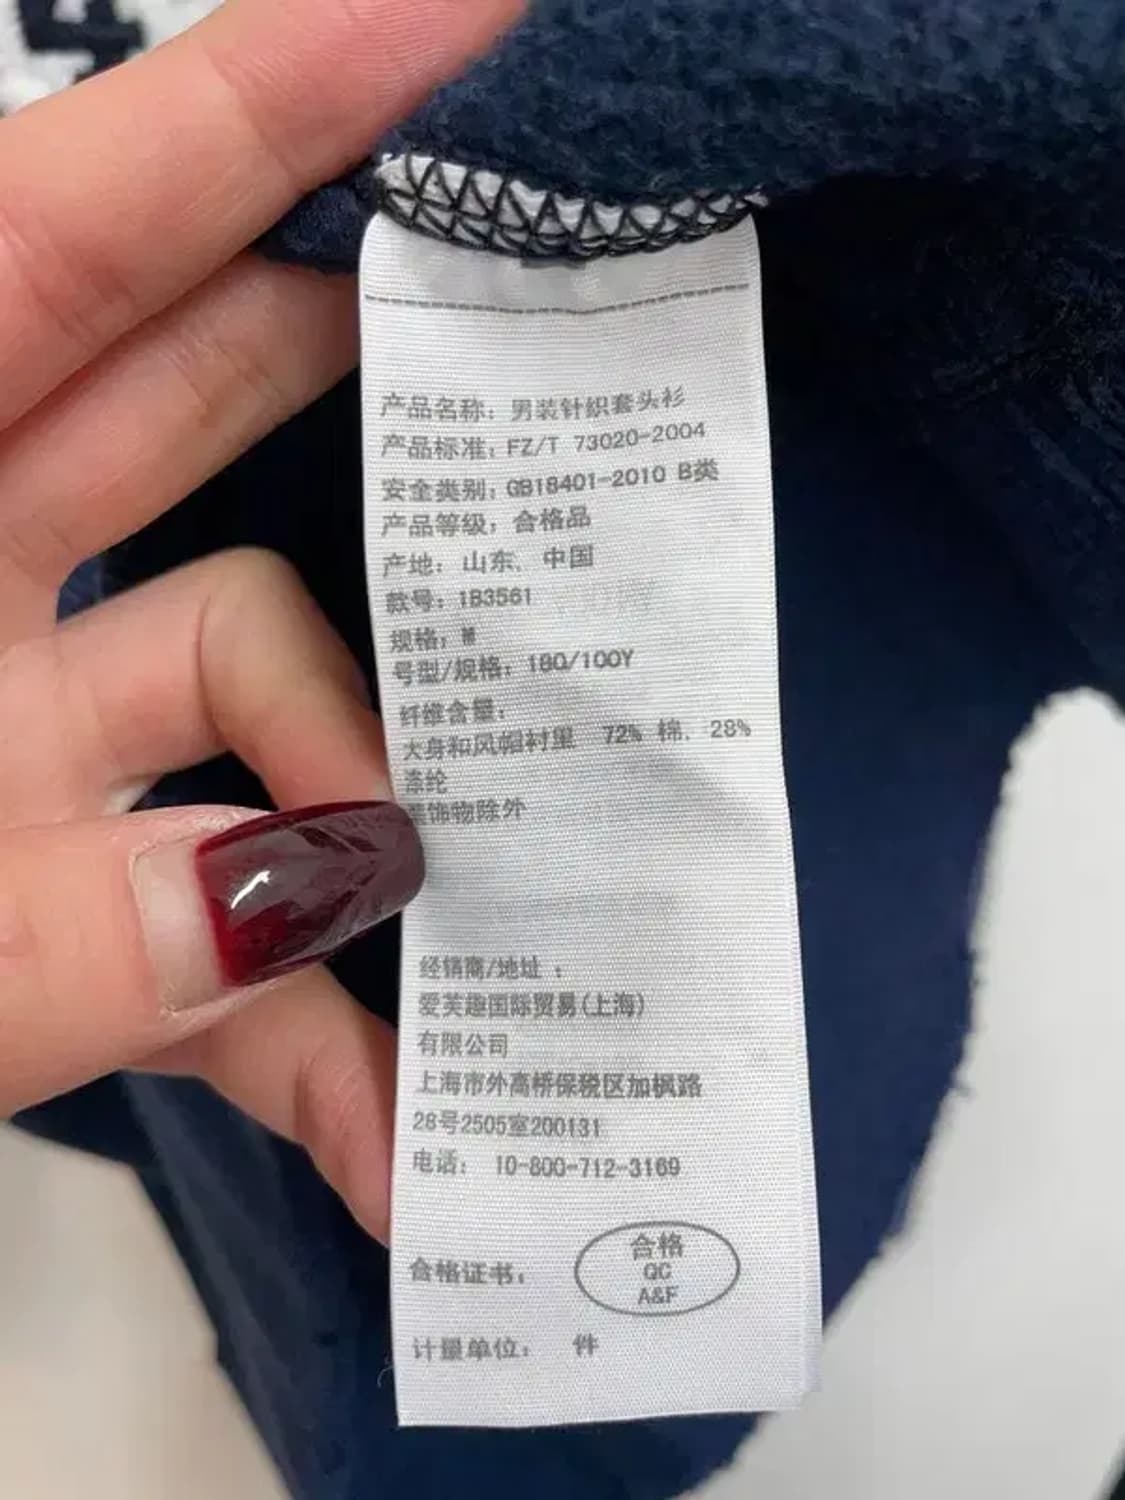 产品名称: 男装针织套头衫
产品标准: FZ/T 73020-2004
安全类别: GB18401-2010 B类
产品等级: 合格品
产地: 山东, 中国
款号: 183561
规格: M
号型/规格: 180/100Y
纤维含量:
大身和风帽衬里 72% 棉, 28%
涤纶
装饰物除外
经销商/地址 :
爱芙趣国际贸易(上海)
有限公司
上海市外高桥保税区加枫路
28号2505室200131
电话: 10-800-712-3169
合格证书:
合格
QC
A&F
计量单位: 件